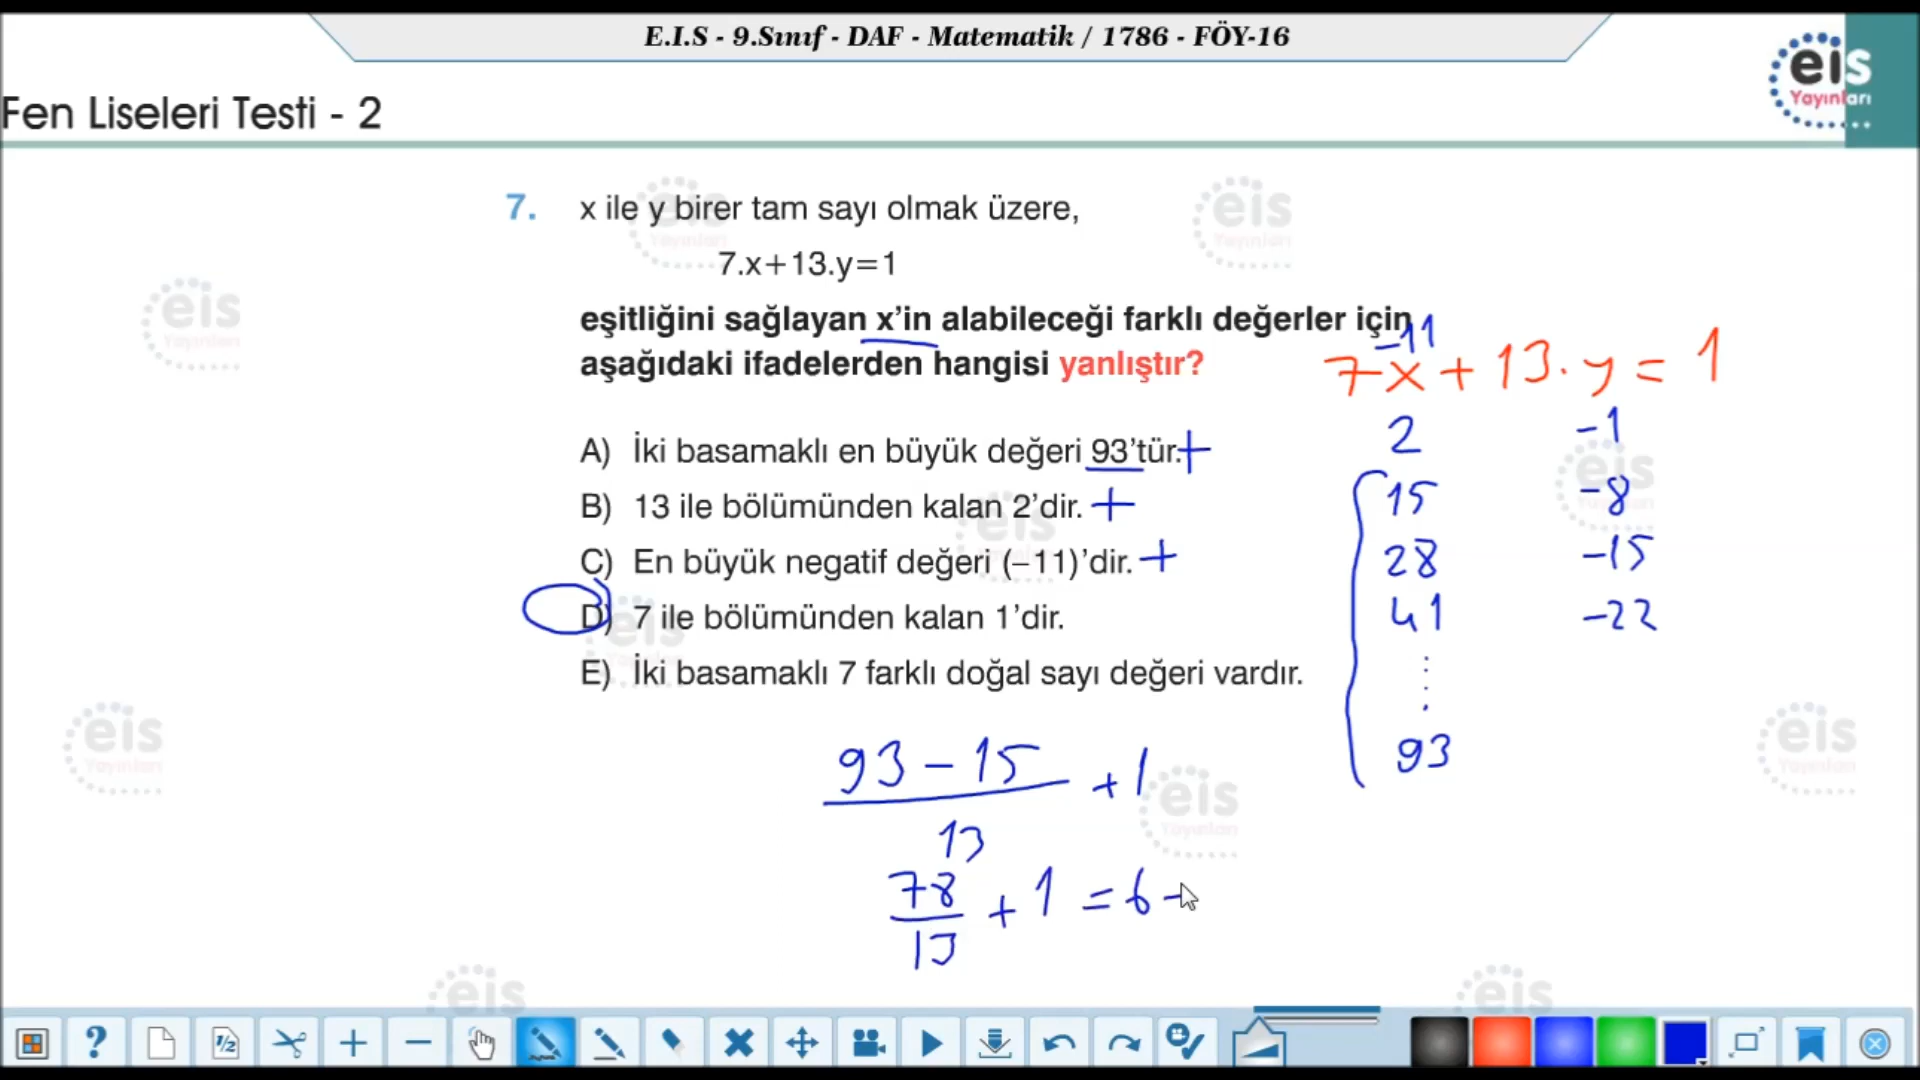 E.I.S - 9.Sınıf - DAF - Matematik / 1786 - FÖY-16
eis
Yayınları
Fen Liseleri Testi - 2
7. x ile y birer tam sayı olmak üzere,
7.x+13.y=1
eşitliğini sağlayan x'in alabileceği farklı değerler için
aşağıdaki ifadelerden hangisi yanlıştır?
A) İki basamaklı en büyük değeri 93'tür. +
B) 13 ile bölümünden kalan 2'dir. +
C) En büyük negatif değeri (−11)'dir. +
D) 7 ile bölümünden kalan 1'dir.
E) İki basamaklı 7 farklı doğal sayı değeri vardır.
-11
7x + 13.y = 1
2 -1
15 -8
28 -15
41 -22
93
93 - 15 + 1
13
78 + 1 = 6 -
13